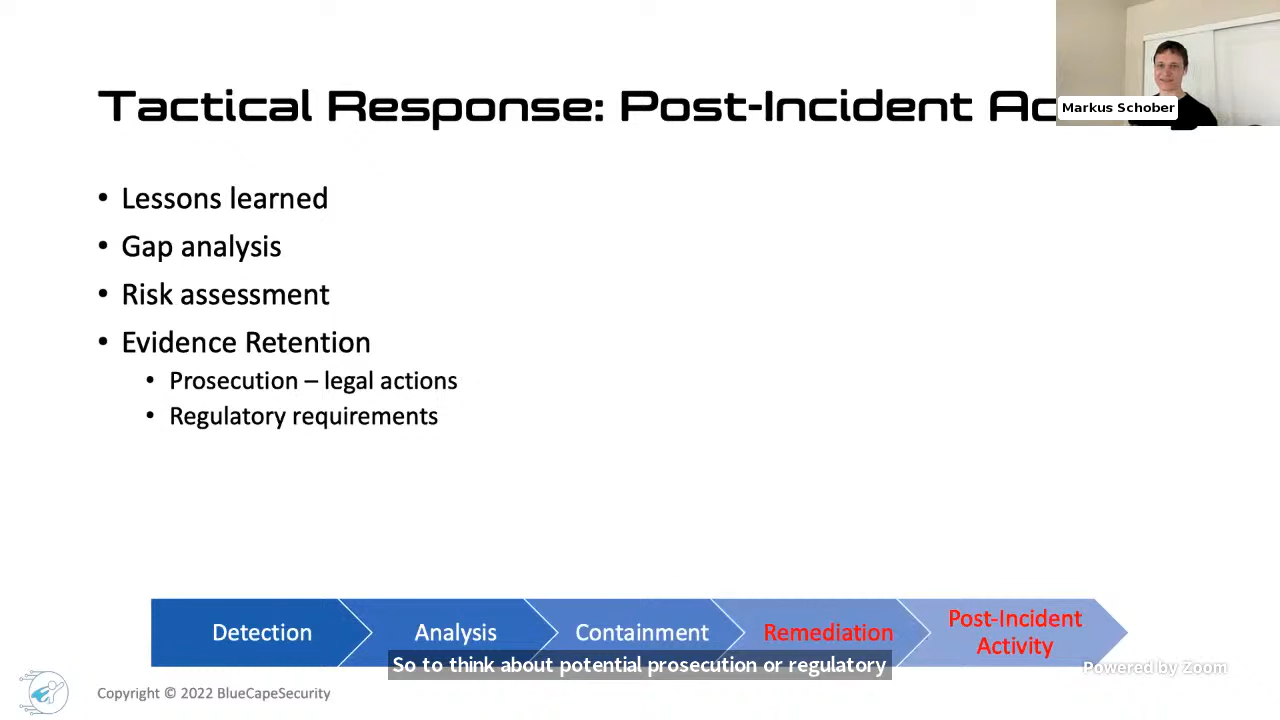 Tactical Response: Post-Incident Ac
Markus Schober
• Lessons learned
• Gap analysis
• Risk assessment
• Evidence Retention
• Prosecution – legal actions
• Regulatory requirements
Detection
Analysis
Containment
Remediation
Post-Incident
Activity
So to think about potential prosecution or regulatory
Powered by Zoom
Copyright © 2022 BlueCapeSecurity